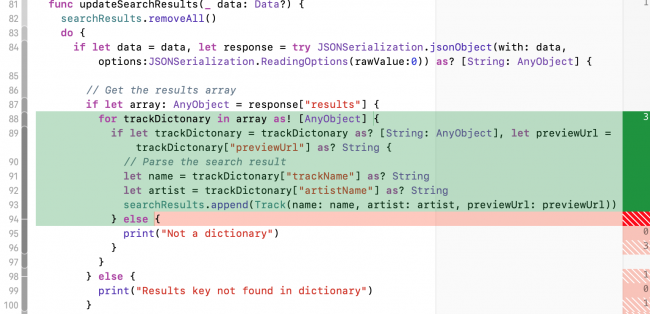 81 func updateSearchResults(_ data: Data?) {
82 searchResults.removeAll()
83 do {
84 if let data = data, let response = try JSONSerialization.jsonObject(with: data,
options:JSONSerialization.ReadingOptions(rawValue:0)) as? [String: AnyObject] {
85
86 // Get the results array
87 if let array: AnyObject = response["results"] {
88 for trackDictonary in array as! [AnyObject] { 3
89 if let trackDictonary = trackDictonary as? [String: AnyObject], let previewUrl =
trackDictonary["previewUrl"] as? String {
90 // Parse the search result
91 let name = trackDictonary["trackName"] as? String
92 let artist = trackDictonary["artistName"] as? String
93 searchResults.append(Track(name: name, artist: artist, previewUrl: previewUrl))
94 } else {
95 print("Not a dictionary") 0
96 } 3
97 }
98 } else { 1
99 print("Results key not found in dictionary") 0
100 } 1